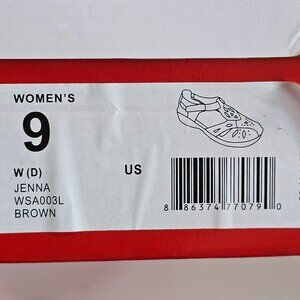 WOMEN'S
9
W (D) US
JENNA
WSA003L
BROWN
8 86374 77079 0